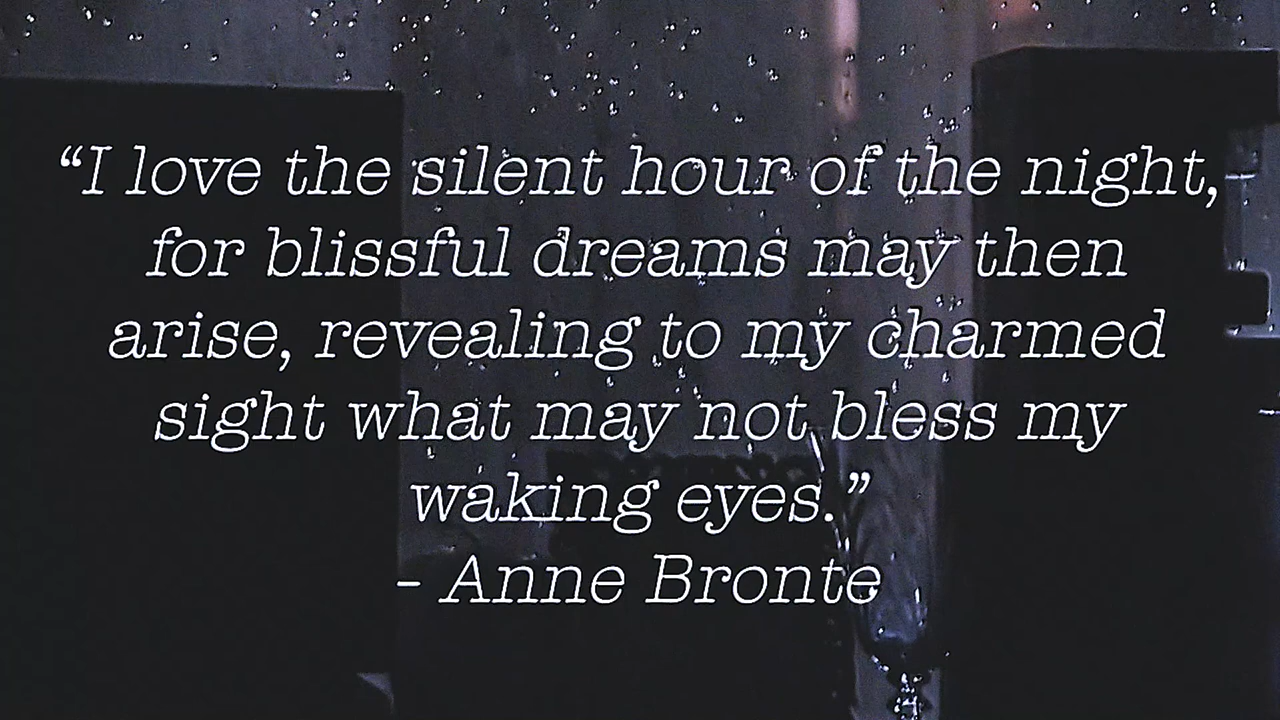 “I love the silent hour of the night,
for blissful dreams may then
arise, revealing to my charmed
sight what may not bless my
waking eyes.”
- Anne Bronte